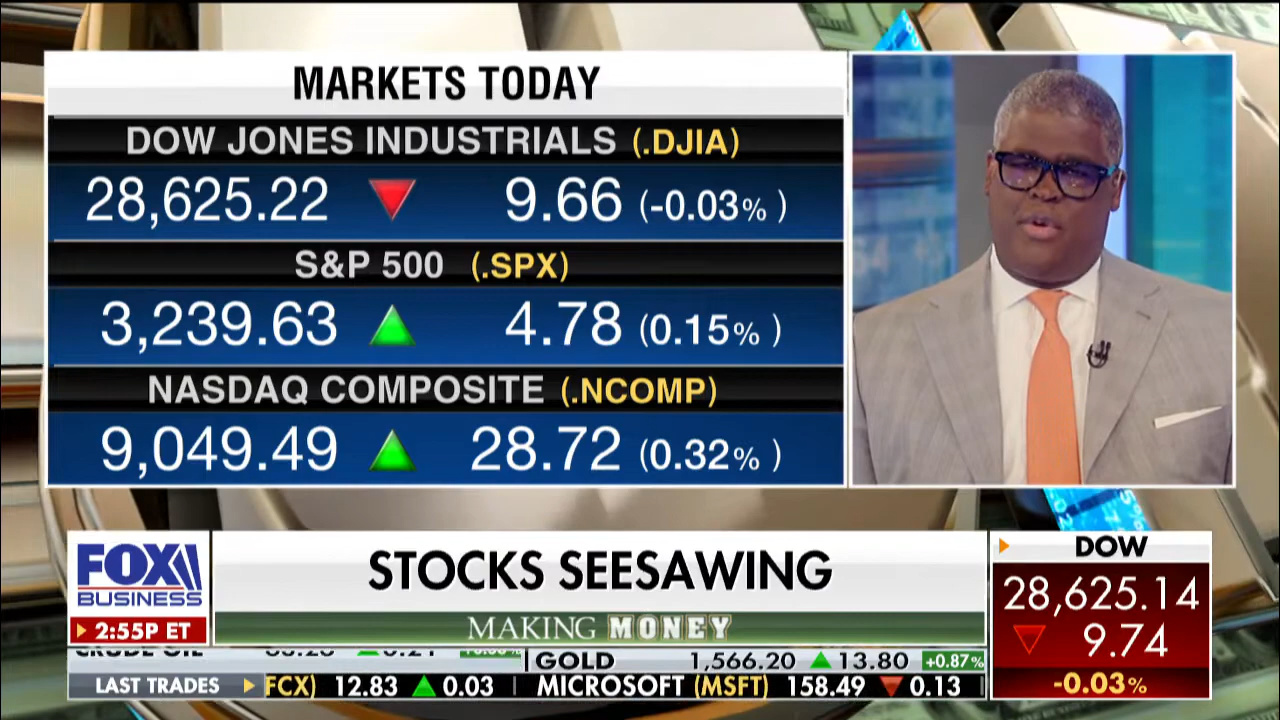 MARKETS TODAY
DOW JONES INDUSTRIALS (.DJIA)
28,625.22 9.66 (-0.03%)
S&P 500 (.SPX)
3,239.63 4.78 (0.15%)
NASDAQ COMPOSITE (.NCOMP)
9,049.49 28.72 (0.32%)
FOX
BUSINESS
2:55P ET
STOCKS SEESAWING
MAKING MONEY
DOW
28,625.14
9.74
-0.03%
CRUDE OIL GOLD 1,566.20 13.80 +0.87%
LAST TRADES FCX) 12.83 0.03 | MICROSOFT (MSFT) 158.49 0.13 |